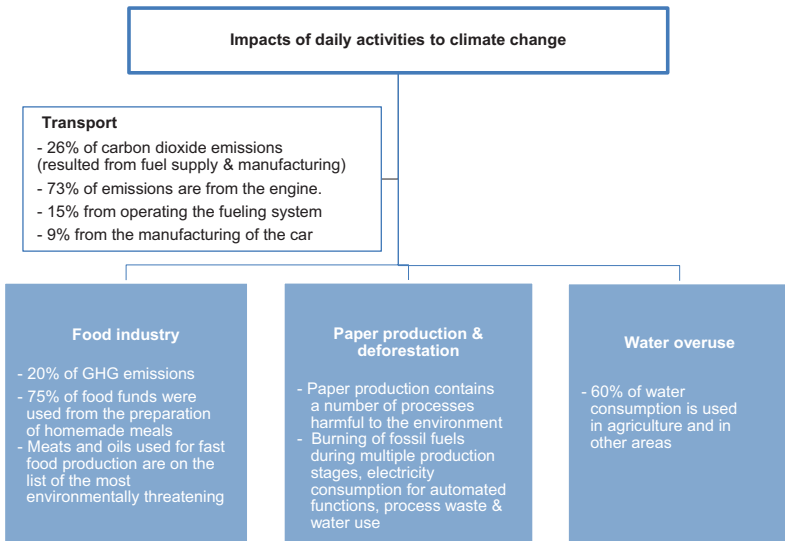 Impacts of daily activities to climate change
Transport
- 26% of carbon dioxide emissions
(resulted from fuel supply & manufacturing)
- 73% of emissions are from the engine.
- 15% from operating the fueling system
- 9% from the manufacturing of the car
Food industry
- 20% of GHG emissions
- 75% of food funds were
used from the preparation
of homemade meals
- Meats and oils used for fast
food production are on the
list of the most
environmentally threatening
Paper production &
deforestation
- Paper production contains
a number of processes
harmful to the environment
- Burning of fossil fuels
during multiple production
stages, electricity
consumption for automated
functions, process waste &
water use
Water overuse
- 60% of water
consumption is used
in agriculture and in
other areas